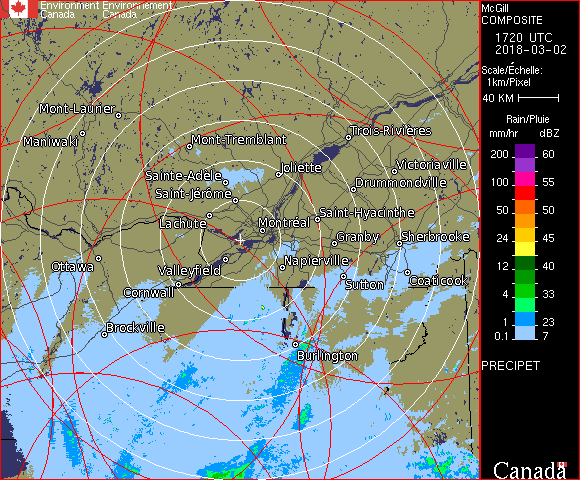 Environment Environnement
Canada Canada
Mont-Laurier
Maniwaki
Mont-Tremblant
Trois-Rivières
Sainte-Adèle
Joliette
Victoriaville
Saint-Jérôme
Drummondville
Lachute
Montréal
Saint-Hyacinthe
Granby
Sherbrooke
Ottawa
Valleyfield
Napierville
Cornwall
Sutton
Coaticook
Brockville
Burlington
McGill
COMPOSITE
1720 UTC
2018-03-02
Scale/Échelle:
1km/Pixel
40 KM
Rain/Pluie
mm/hr dBZ
200 60
100 55
50 50
24 45
12 40
4 33
1 23
0.1 7
PRECIPET
Canada